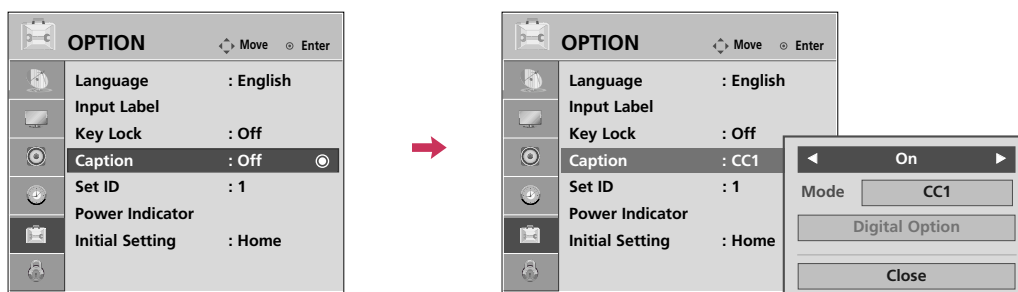 OPTION
Move Enter
Language : English
Input Label
Key Lock : Off
Caption : Off
Set ID : 1
Power Indicator
Initial Setting : Home
OPTION
Move Enter
Language : English
Input Label
Key Lock : Off
Caption : CC1
Set ID : 1
Power Indicator
Initial Setting : Home
On
Mode CC1
Digital Option
Close